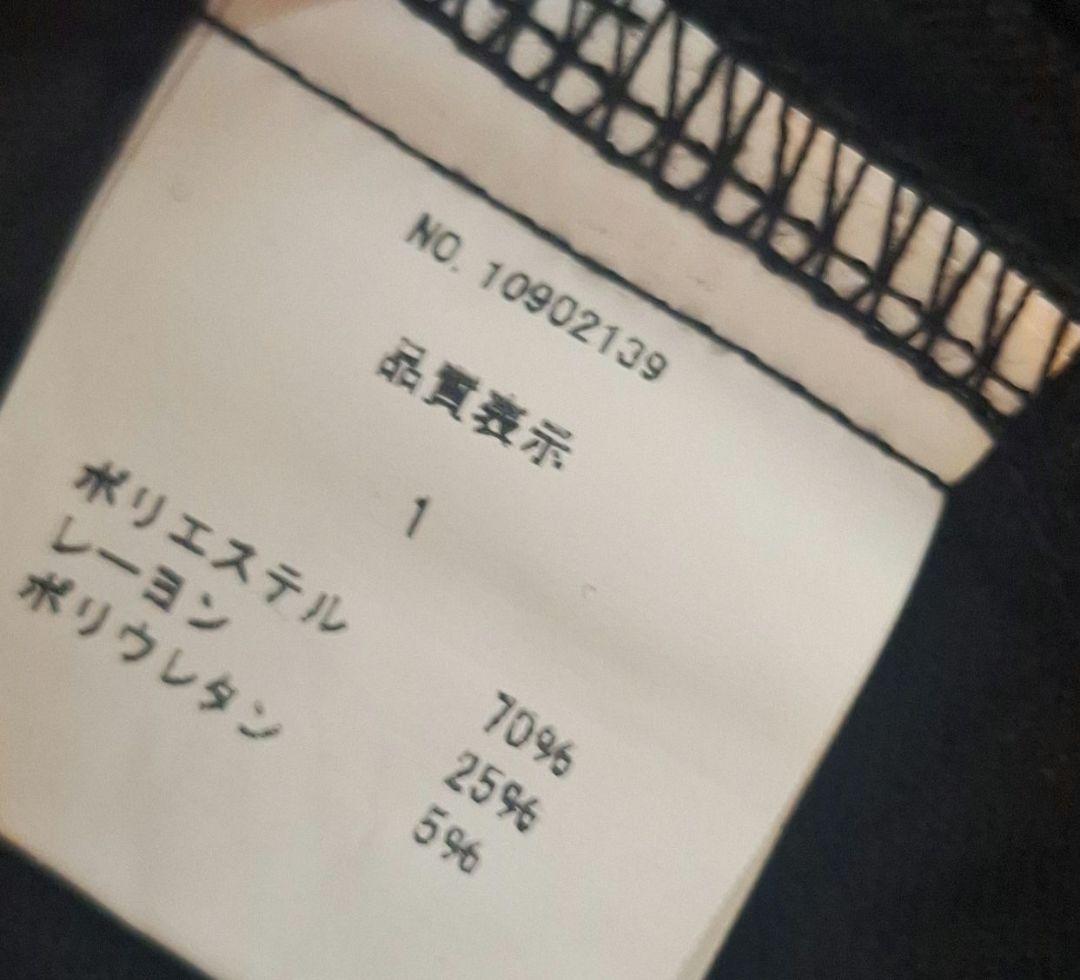 NO. 10902139
品質表示
1
ポリエステル 70%
レーヨン 25%
ポリウレタン 5%